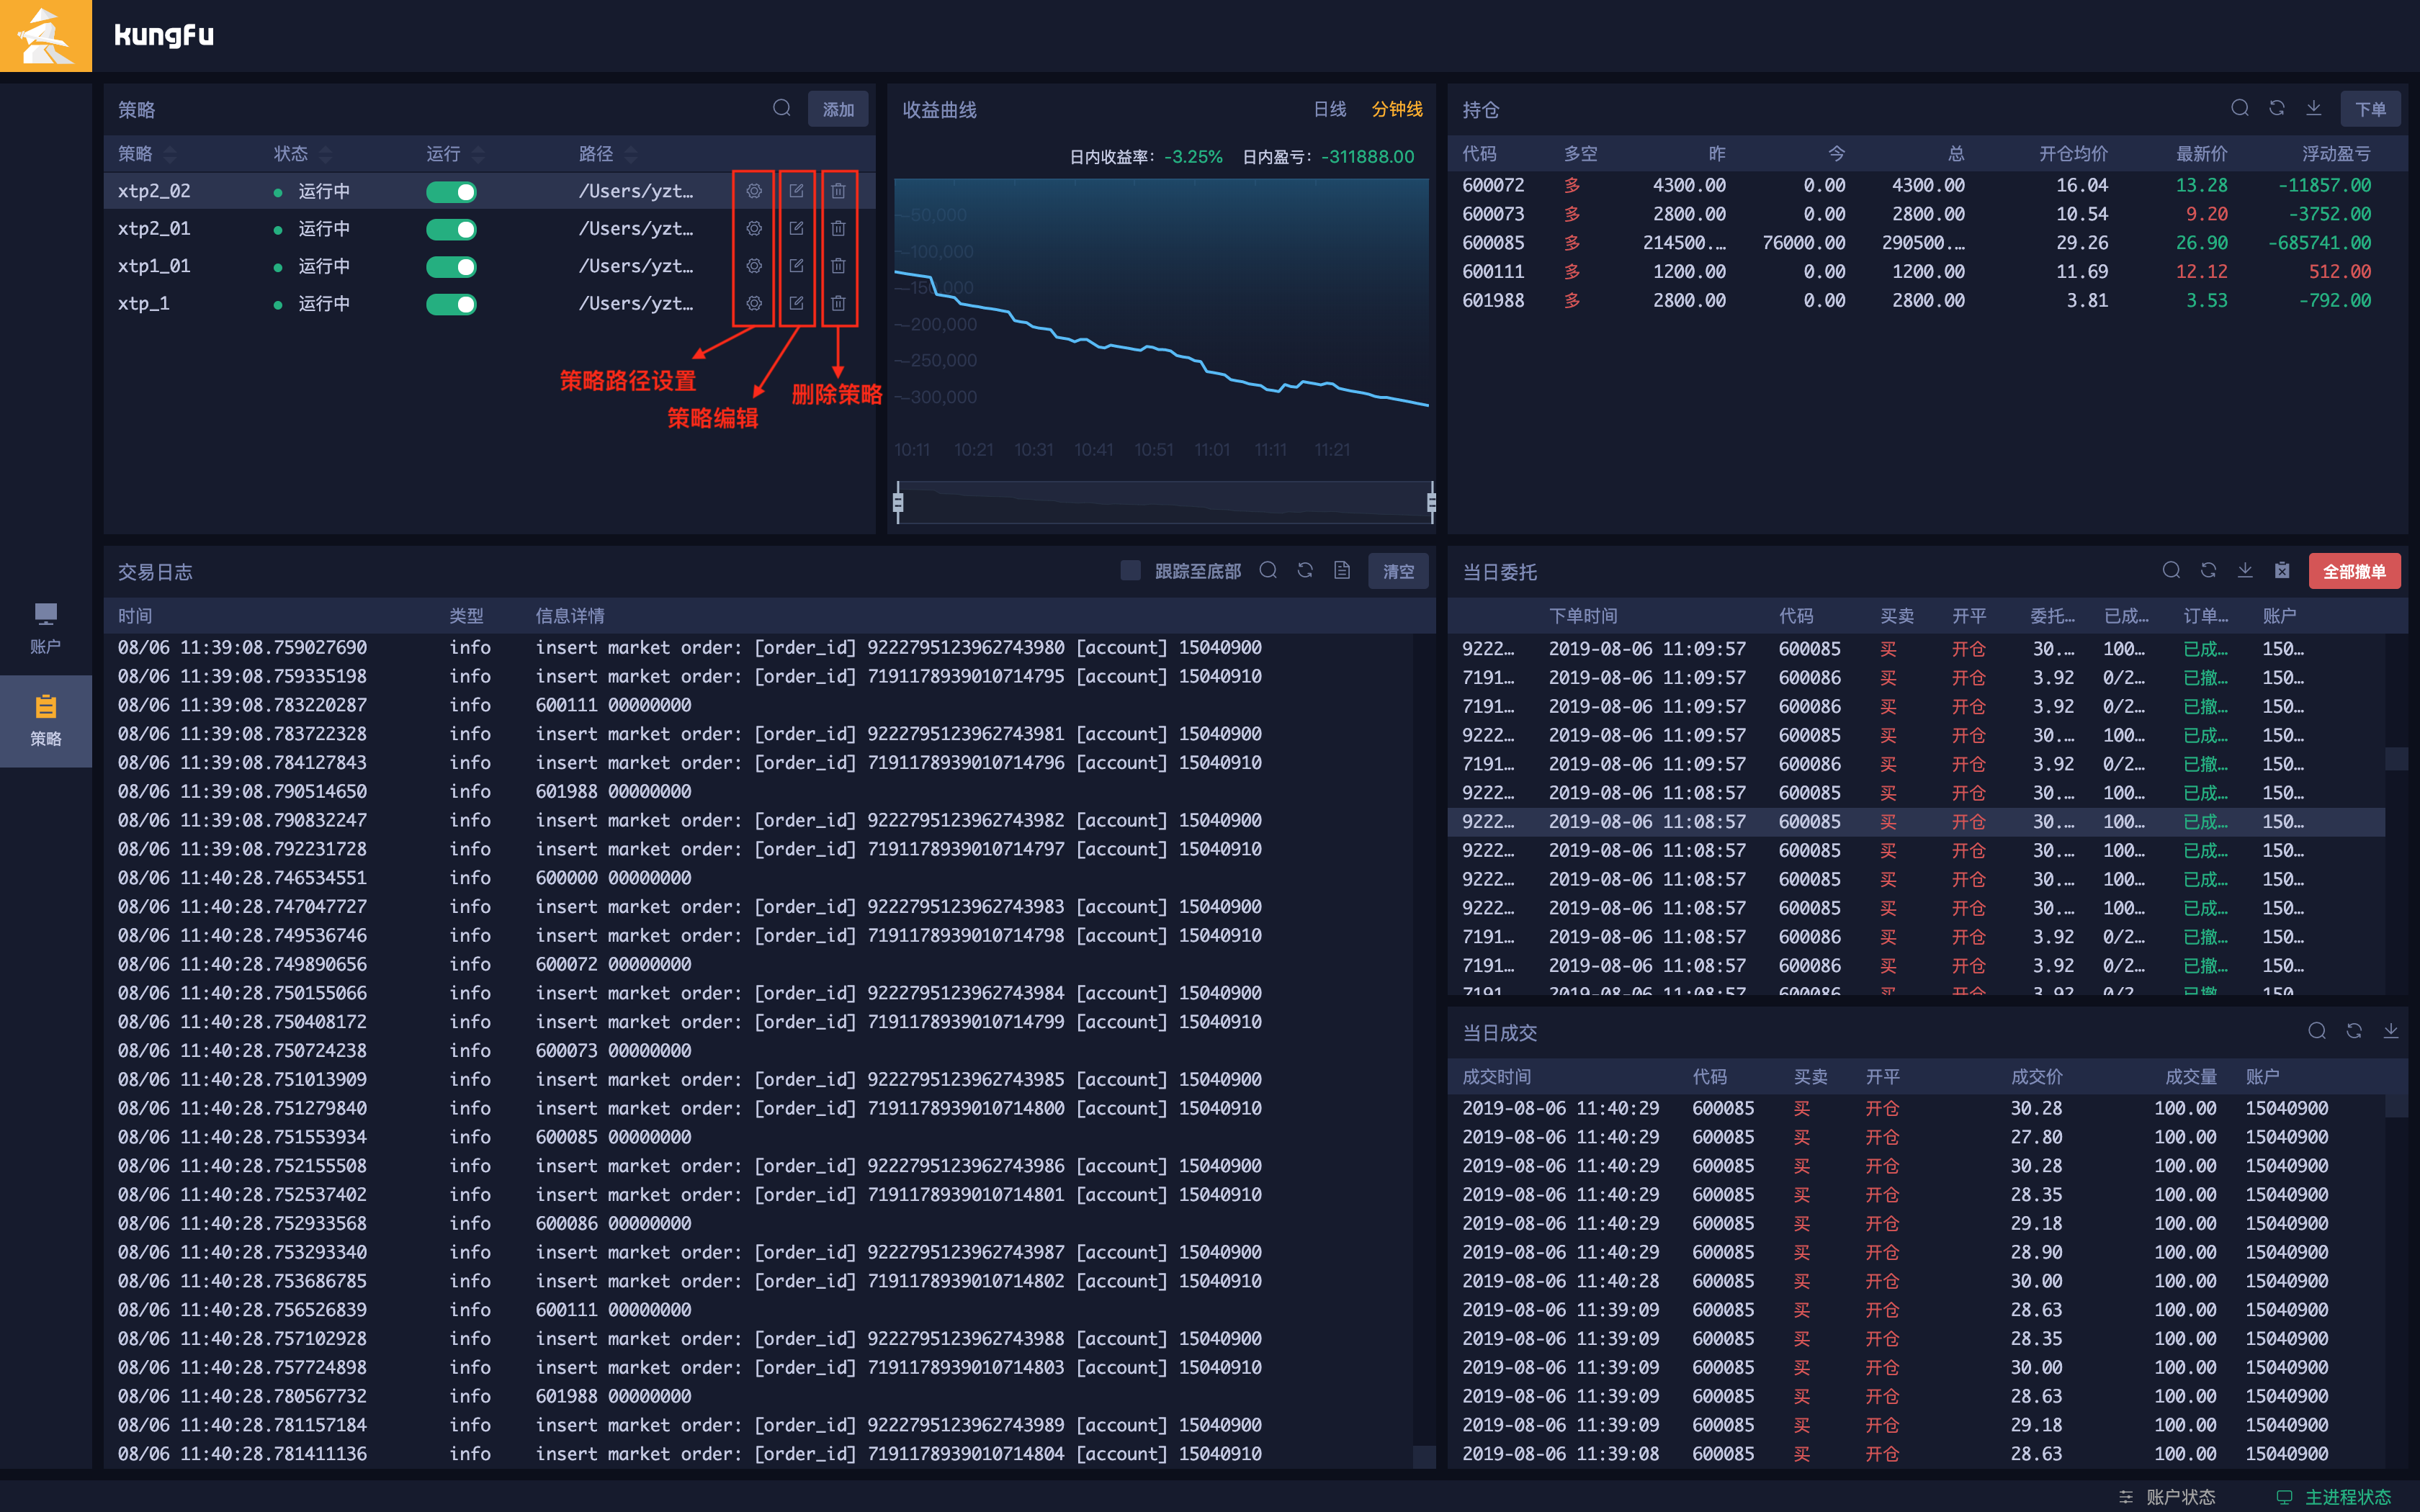 kungfu
账户
策略
策略 添加
策略 状态 运行 路径
xtp2_02 运行中 /Users/yzt...
xtp2_01 运行中 /Users/yzt...
xtp1_01 运行中 /Users/yzt...
xtp_1 运行中 /Users/yzt...
策略路径设置
策略编辑
删除策略
收益曲线 日线 分钟线
日内收益率: -3.25% 日内盈亏: -311888.00
-50,000
-100,000
-150,000
-200,000
-250,000
-300,000
10:11 10:21 10:31 10:41 10:51 11:01 11:11 11:21
持仓 下单
代码 多空 昨 今 总 开仓均价 最新价 浮动盈亏
600072 多 4300.00 0.00 4300.00 16.04 13.28 -11857.00
600073 多 2800.00 0.00 2800.00 10.54 9.20 -3752.00
600085 多 214500.... 76000.00 290500.... 29.26 26.90 -685741.00
600111 多 1200.00 0.00 1200.00 11.69 12.12 512.00
601988 多 2800.00 0.00 2800.00 3.81 3.53 -792.00
交易日志 跟踪至底部 清空
时间 类型 信息详情
08/06 11:39:08.759027690 info insert market order: [order_id] 9222795123962743980 [account] 15040900
08/06 11:39:08.759335198 info insert market order: [order_id] 7191178939010714795 [account] 15040910
08/06 11:39:08.783220287 info 600111 00000000
08/06 11:39:08.783722328 info insert market order: [order_id] 9222795123962743981 [account] 15040900
08/06 11:39:08.784127843 info insert market order: [order_id] 7191178939010714796 [account] 15040910
08/06 11:39:08.790514650 info 601988 00000000
08/06 11:39:08.790832247 info insert market order: [order_id] 9222795123962743982 [account] 15040900
08/06 11:39:08.792231728 info insert market order: [order_id] 7191178939010714797 [account] 15040910
08/06 11:40:28.746534551 info 600000 00000000
08/06 11:40:28.747047727 info insert market order: [order_id] 9222795123962743983 [account] 15040900
08/06 11:40:28.749536746 info insert market order: [order_id] 7191178939010714798 [account] 15040910
08/06 11:40:28.749890656 info 600072 00000000
08/06 11:40:28.750155066 info insert market order: [order_id] 9222795123962743984 [account] 15040900
08/06 11:40:28.750408172 info insert market order: [order_id] 7191178939010714799 [account] 15040910
08/06 11:40:28.750724238 info 600073 00000000
08/06 11:40:28.751013909 info insert market order: [order_id] 9222795123962743985 [account] 15040900
08/06 11:40:28.751279840 info insert market order: [order_id] 7191178939010714800 [account] 15040910
08/06 11:40:28.751553934 info 600085 00000000
08/06 11:40:28.752155508 info insert market order: [order_id] 9222795123962743986 [account] 15040900
08/06 11:40:28.752537402 info insert market order: [order_id] 7191178939010714801 [account] 15040910
08/06 11:40:28.752933568 info 600086 00000000
08/06 11:40:28.753293340 info insert market order: [order_id] 9222795123962743987 [account] 15040900
08/06 11:40:28.753686785 info insert market order: [order_id] 7191178939010714802 [account] 15040910
08/06 11:40:28.756526839 info 600111 00000000
08/06 11:40:28.757102928 info insert market order: [order_id] 9222795123962743988 [account] 15040900
08/06 11:40:28.757724898 info insert market order: [order_id] 7191178939010714803 [account] 15040910
08/06 11:40:28.780567732 info 601988 00000000
08/06 11:40:28.781157184 info insert market order: [order_id] 9222795123962743989 [account] 15040900
08/06 11:40:28.781411136 info insert market order: [order_id] 7191178939010714804 [account] 15040910
当日委托 全部撤单
下单时间 代码 买卖 开平 委托... 已成... 订单... 账户
9222... 2019-08-06 11:09:57 600085 买 开仓 30.... 100... 已成... 150...
7191... 2019-08-06 11:09:57 600086 买 开仓 3.92 0/2... 已撤... 150...
7191... 2019-08-06 11:09:57 600086 买 开仓 3.92 0/2... 已撤... 150...
9222... 2019-08-06 11:09:57 600085 买 开仓 30.... 100... 已成... 150...
7191... 2019-08-06 11:09:57 600086 买 开仓 3.92 0/2... 已撤... 150...
9222... 2019-08-06 11:08:57 600085 买 开仓 30.... 100... 已成... 150...
9222... 2019-08-06 11:08:57 600085 买 开仓 30.... 100... 已成... 150...
9222... 2019-08-06 11:08:57 600085 买 开仓 30.... 100... 已成... 150...
9222... 2019-08-06 11:08:57 600085 买 开仓 30.... 100... 已成... 150...
9222... 2019-08-06 11:08:57 600085 买 开仓 30.... 100... 已成... 150...
7191... 2019-08-06 11:08:57 600086 买 开仓 3.92 0/2... 已撤... 150...
7191... 2019-08-06 11:08:57 600086 买 开仓 3.92 0/2... 已撤... 150...
7191 2019-08-06 11:08:57 600086 买 开仓 3.92 0/2 已撤 150
当日成交
成交时间 代码 买卖 开平 成交价 成交量 账户
2019-08-06 11:40:29 600085 买 开仓 30.28 100.00 15040900
2019-08-06 11:40:29 600085 买 开仓 27.80 100.00 15040900
2019-08-06 11:40:29 600085 买 开仓 30.28 100.00 15040900
2019-08-06 11:40:29 600085 买 开仓 28.35 100.00 15040900
2019-08-06 11:40:29 600085 买 开仓 29.18 100.00 15040900
2019-08-06 11:40:29 600085 买 开仓 28.90 100.00 15040900
2019-08-06 11:40:28 600085 买 开仓 30.00 100.00 15040900
2019-08-06 11:39:09 600085 买 开仓 28.63 100.00 15040900
2019-08-06 11:39:09 600085 买 开仓 28.35 100.00 15040900
2019-08-06 11:39:09 600085 买 开仓 30.00 100.00 15040900
2019-08-06 11:39:09 600085 买 开仓 28.63 100.00 15040900
2019-08-06 11:39:09 600085 买 开仓 29.18 100.00 15040900
2019-08-06 11:39:08 600085 买 开仓 28.63 100.00 15040900
账户状态 主进程状态